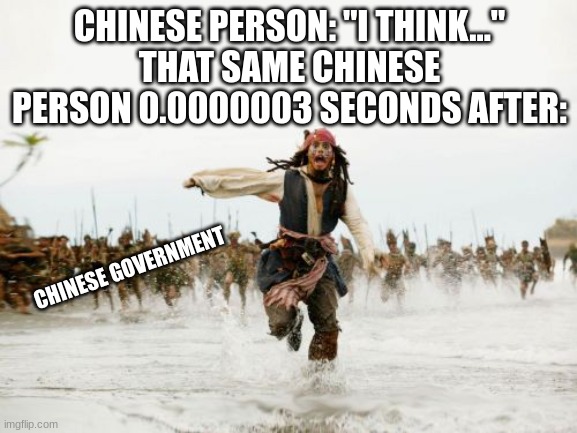 CHINESE PERSON: "I THINK..."
THAT SAME CHINESE
PERSON 0.0000003 SECONDS AFTER:
CHINESE GOVERNMENT
imgflip.com